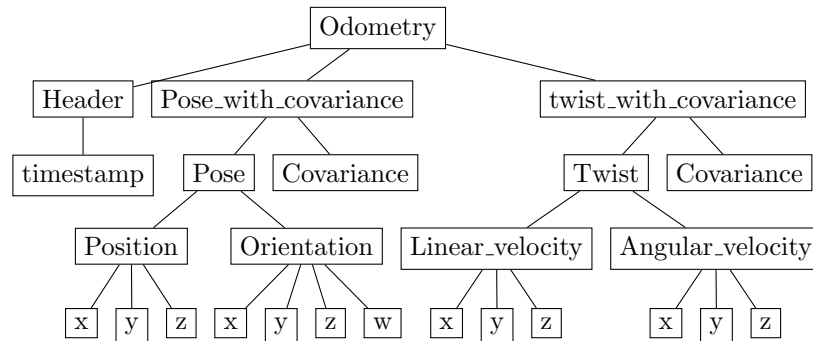 Odometry
Header Pose_with_covariance twist_with_covariance
timestamp Pose Covariance Twist Covariance
Position Orientation Linear_velocity Angular_velocity
x y z x y z w x y z x y z